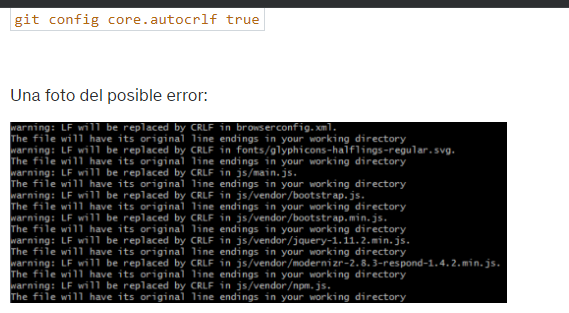 git config core.autocrlf true
Una foto del posible error:
warning: LF will be replaced by CRLF in browserconfig.xml.
The file will have its original line endings in your working directory
warning: LF will be replaced by CRLF in fonts/glyphicons-halflings-regular.svg.
The file will have its original line endings in your working directory
warning: LF will be replaced by CRLF in js/main.js.
The file will have its original line endings in your working directory
warning: LF will be replaced by CRLF in js/vendor/bootstrap.js.
The file will have its original line endings in your working directory
warning: LF will be replaced by CRLF in js/vendor/bootstrap.min.js.
The file will have its original line endings in your working directory
warning: LF will be replaced by CRLF in js/vendor/jquery-1.11.2.min.js.
The file will have its original line endings in your working directory
warning: LF will be replaced by CRLF in js/vendor/modernizr-2.8.3-respond-1.4.2.min.js.
The file will have its original line endings in your working directory
warning: LF will be replaced by CRLF in js/vendor/npm.js.
The file will have its original line endings in your working directory